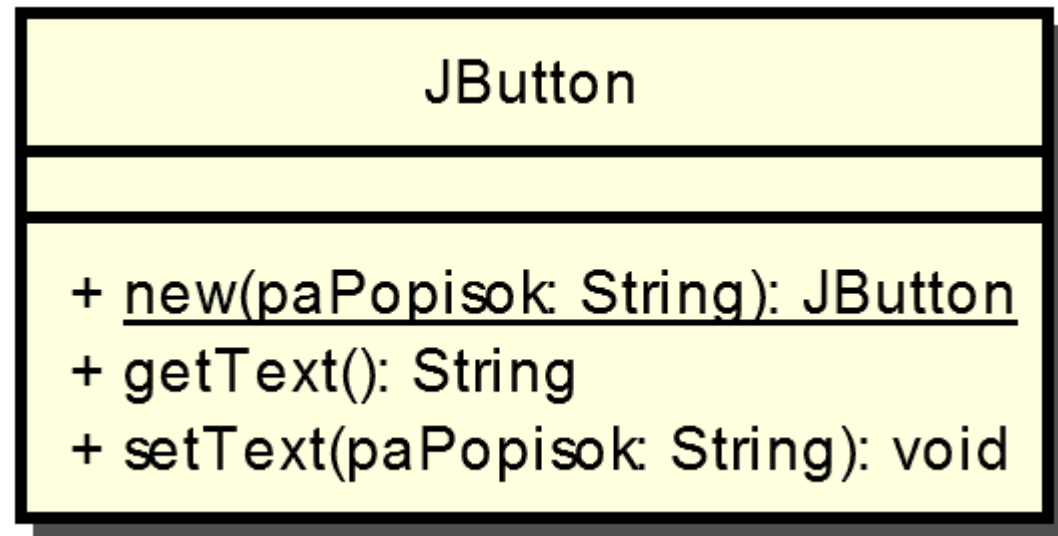 JButton
+ new(paPopisok: String): JButton
+ getText(): String
+ setText(paPopisok: String): void